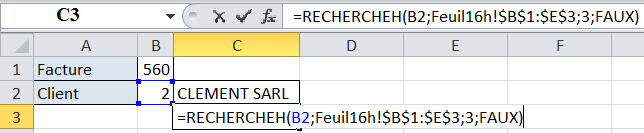 C3 fx =RECHERCHEH(B2;Feuil16h!$B$1:$E$3;3;FAUX)
A B C D E F
1 Facture 560
2 Client 2 CLEMENT SARL
3 =RECHERCHEH(B2;Feuil16h!$B$1:$E$3;3;FAUX)